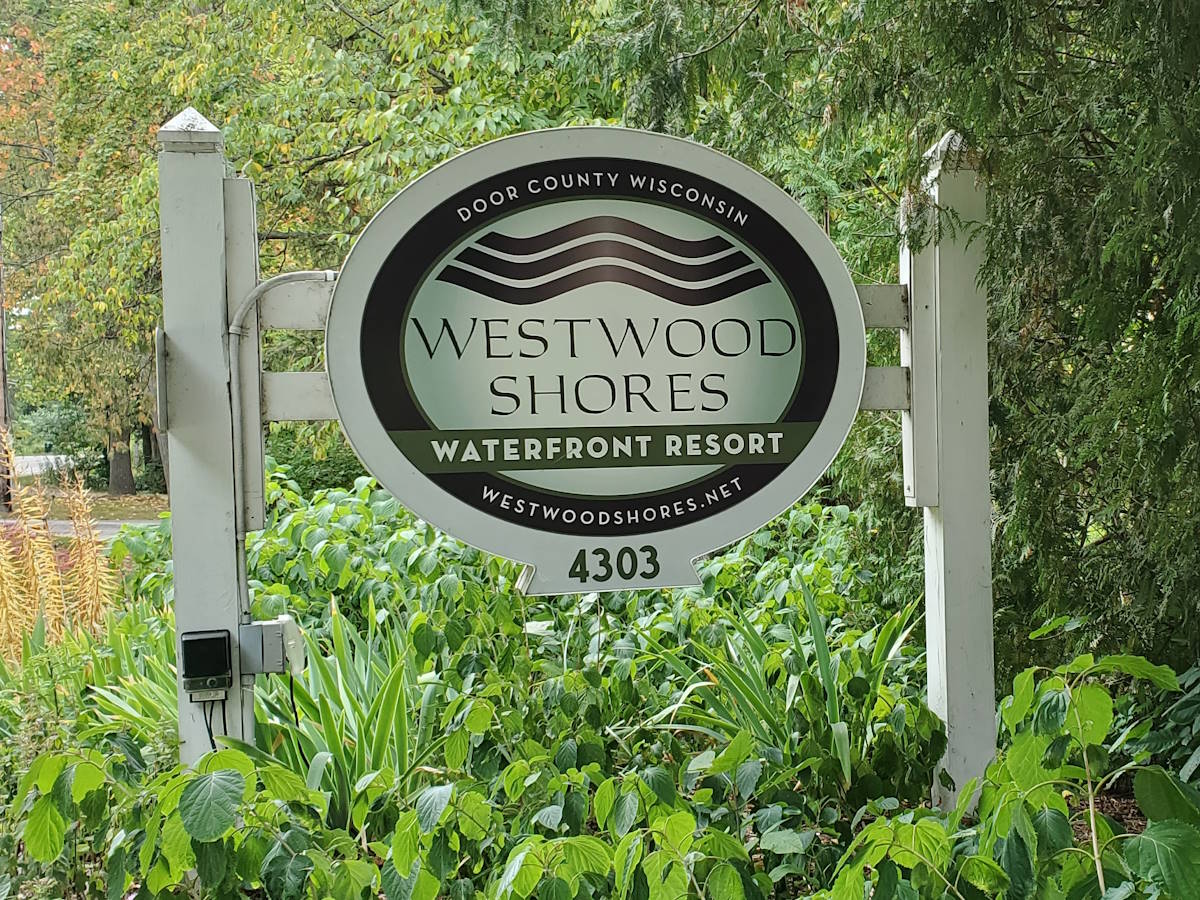 DOOR COUNTY WISCONSIN
WESTWOOD
SHORES
WATERFRONT RESORT
WESTWOODSHORES.NET
4303